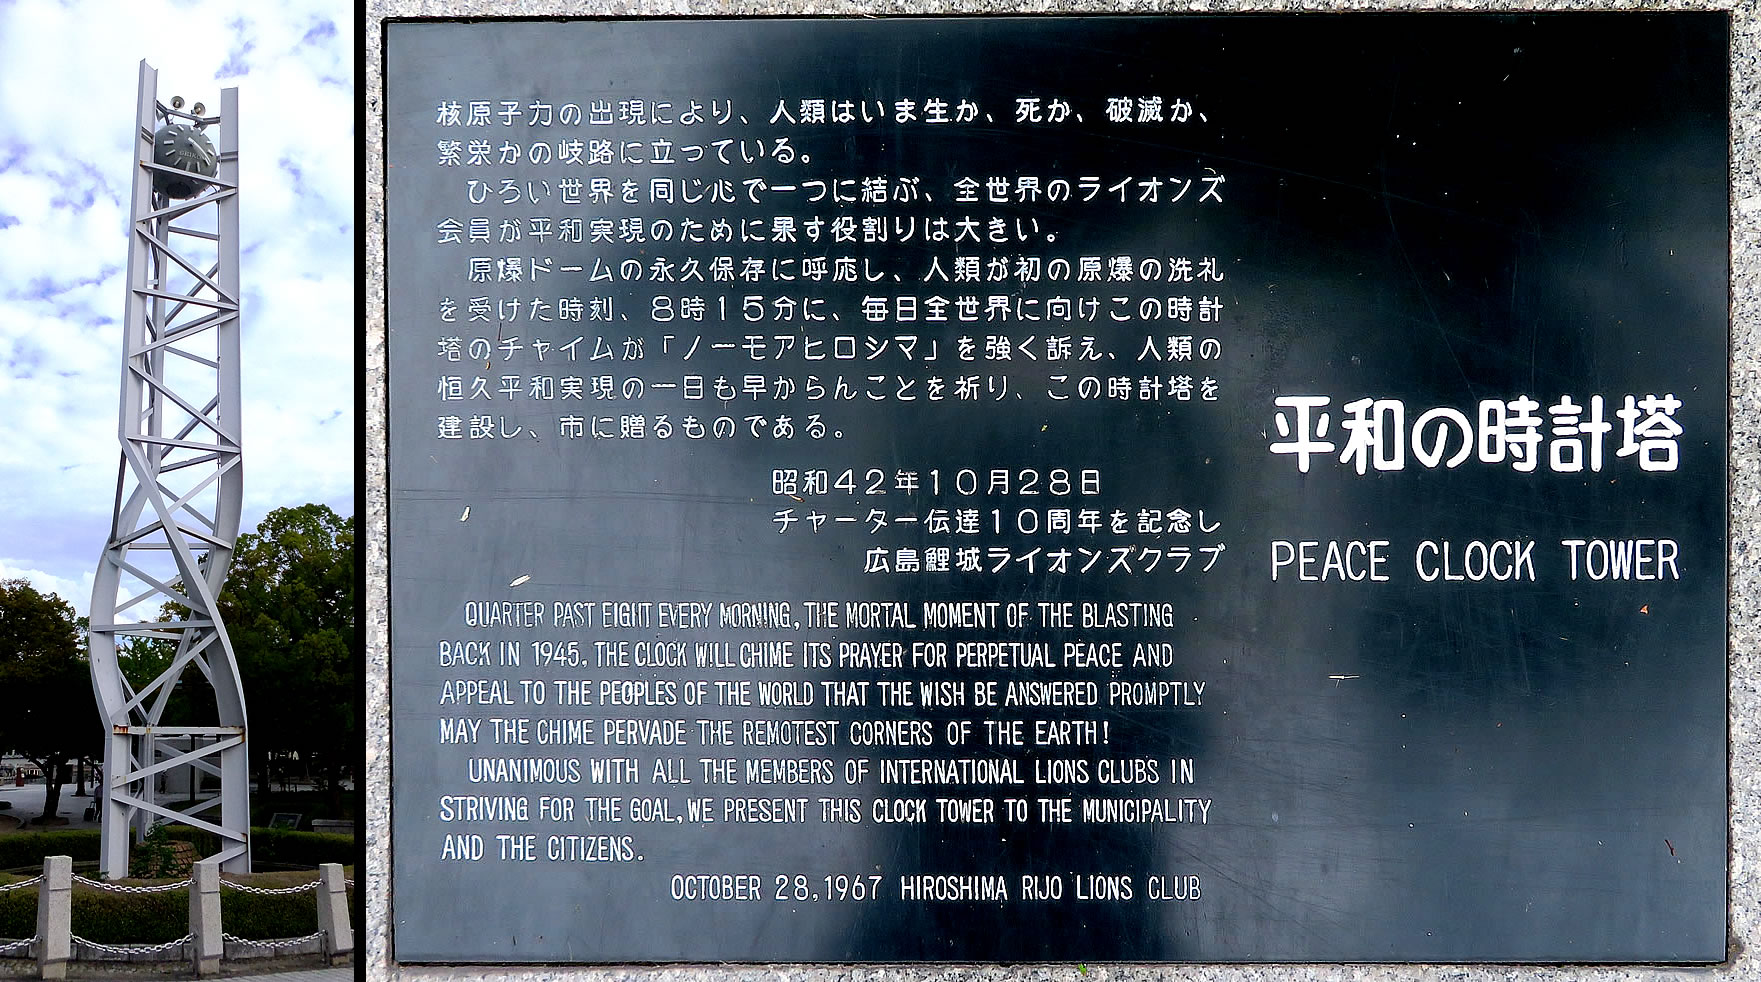 核原子力の出現により、人類はいま生か、死か、破滅か、
繁栄かの岐路に立っている。
ひろい世界を同じ心で一つに結ぶ、全世界のライオンズ
会員が平和実現のために果す役割りは大きい。
原爆ドームの永久保存に呼応し、人類が初の原爆の洗礼
を受けた時刻、8時15分に、毎日全世界に向けこの時計
塔のチャイムが「ノーモアヒロシマ」を強く訴え、人類の
恒久平和実現の一日も早からんことを祈り、この時計塔を
建設し、市に贈るものである。
昭和42年10月28日
チャーター伝達10周年を記念し
広島鯉城ライオンズクラブ
QUARTER PAST EIGHT EVERY MORNING, THE MORTAL MOMENT OF THE BLASTING
BACK IN 1945, THE CLOCK WILL CHIME ITS PRAYER FOR PERPETUAL PEACE AND
APPEAL TO THE PEOPLES OF THE WORLD THAT THE WISH BE ANSWERED PROMPTLY
MAY THE CHIME PERVADE THE REMOTEST CORNERS OF THE EARTH!
UNANIMOUS WITH ALL THE MEMBERS OF INTERNATIONAL LIONS CLUBS IN
STRIVING FOR THE GOAL, WE PRESENT THIS CLOCK TOWER TO THE MUNICIPALITY
AND THE CITIZENS.
OCTOBER 28, 1967 HIROSHIMA RIJO LIONS CLUB
平和の時計塔
PEACE CLOCK TOWER